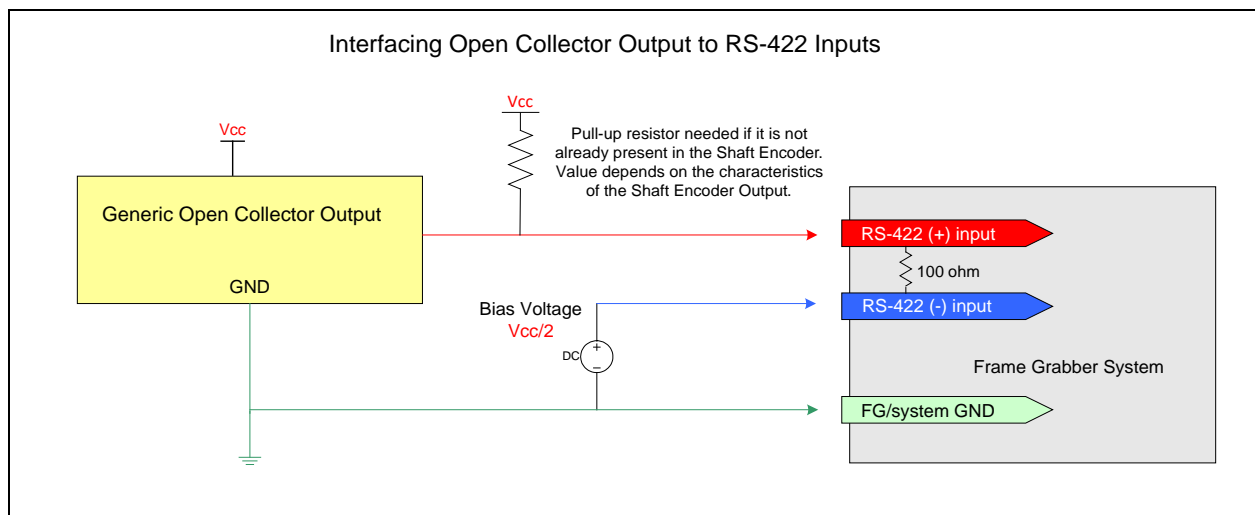 Interfacing Open Collector Output to RS-422 Inputs
Vcc
Vcc
Pull-up resistor needed if it is not
already present in the Shaft Encoder.
Value depends on the characteristics
of the Shaft Encoder Output.
Generic Open Collector Output
GND
RS-422 (+) input
100 ohm
RS-422 (-) input
Bias Voltage
Vcc/2
DC
+
−
Frame Grabber System
FG/system GND